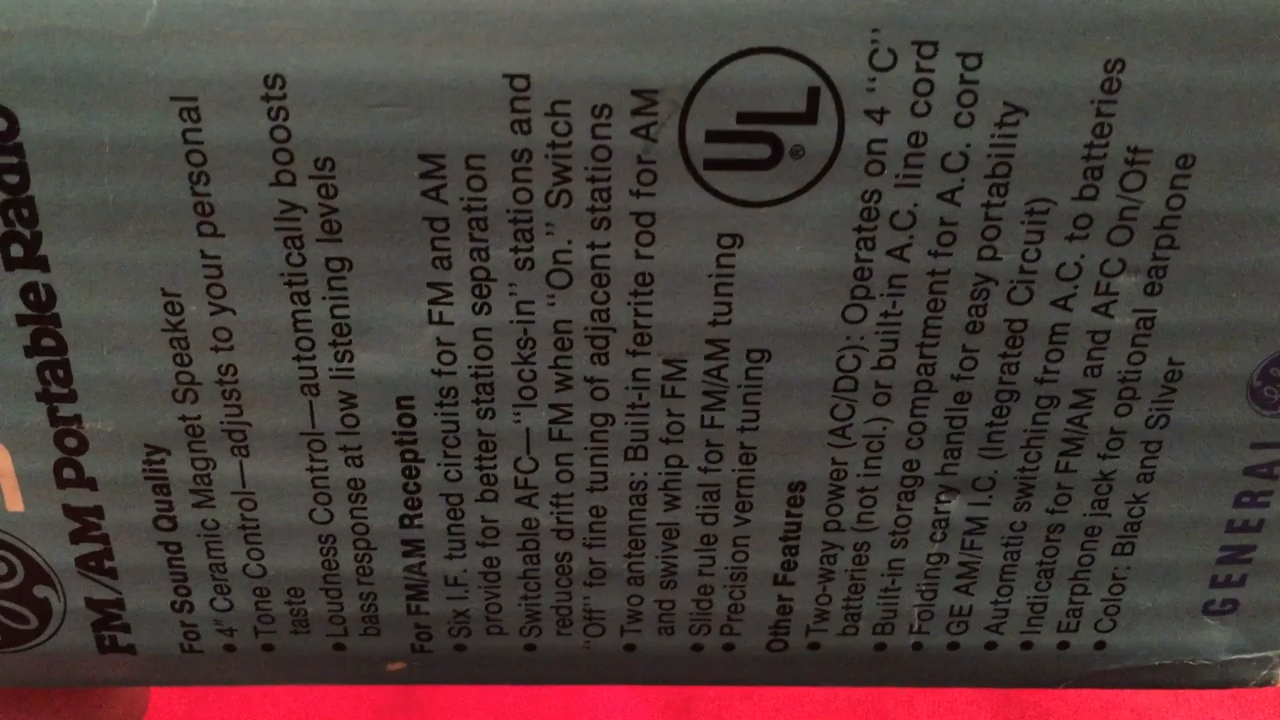 FM/AM Portable Radio
For Sound Quality
• 4" Ceramic Magnet Speaker
• Tone Control—adjusts to your personal
taste
• Loudness Control—automatically boosts
bass response at low listening levels
For FM/AM Reception
• Six I.F. tuned circuits for FM and AM
provide for better station separation
• Switchable AFC—"locks-in" stations and
reduces drift on FM when "On." Switch
"Off" for fine tuning of adjacent stations
• Two antennas: Built-in ferrite rod for AM
and swivel whip for FM
• Slide rule dial for FM/AM tuning
• Precision vernier tuning
UL
®
Other Features
• Two-way power (AC/DC): Operates on 4 "C"
batteries (not incl.) or built-in A.C. line cord
• Built-in storage compartment for A.C. cord
• Folding carry handle for easy portability
• GE AM/FM I.C. (Integrated Circuit)
• Automatic switching from A.C. to batteries
• Indicators for FM/AM and AFC On/Off
• Earphone jack for optional earphone
• Color: Black and Silver
GENERAL